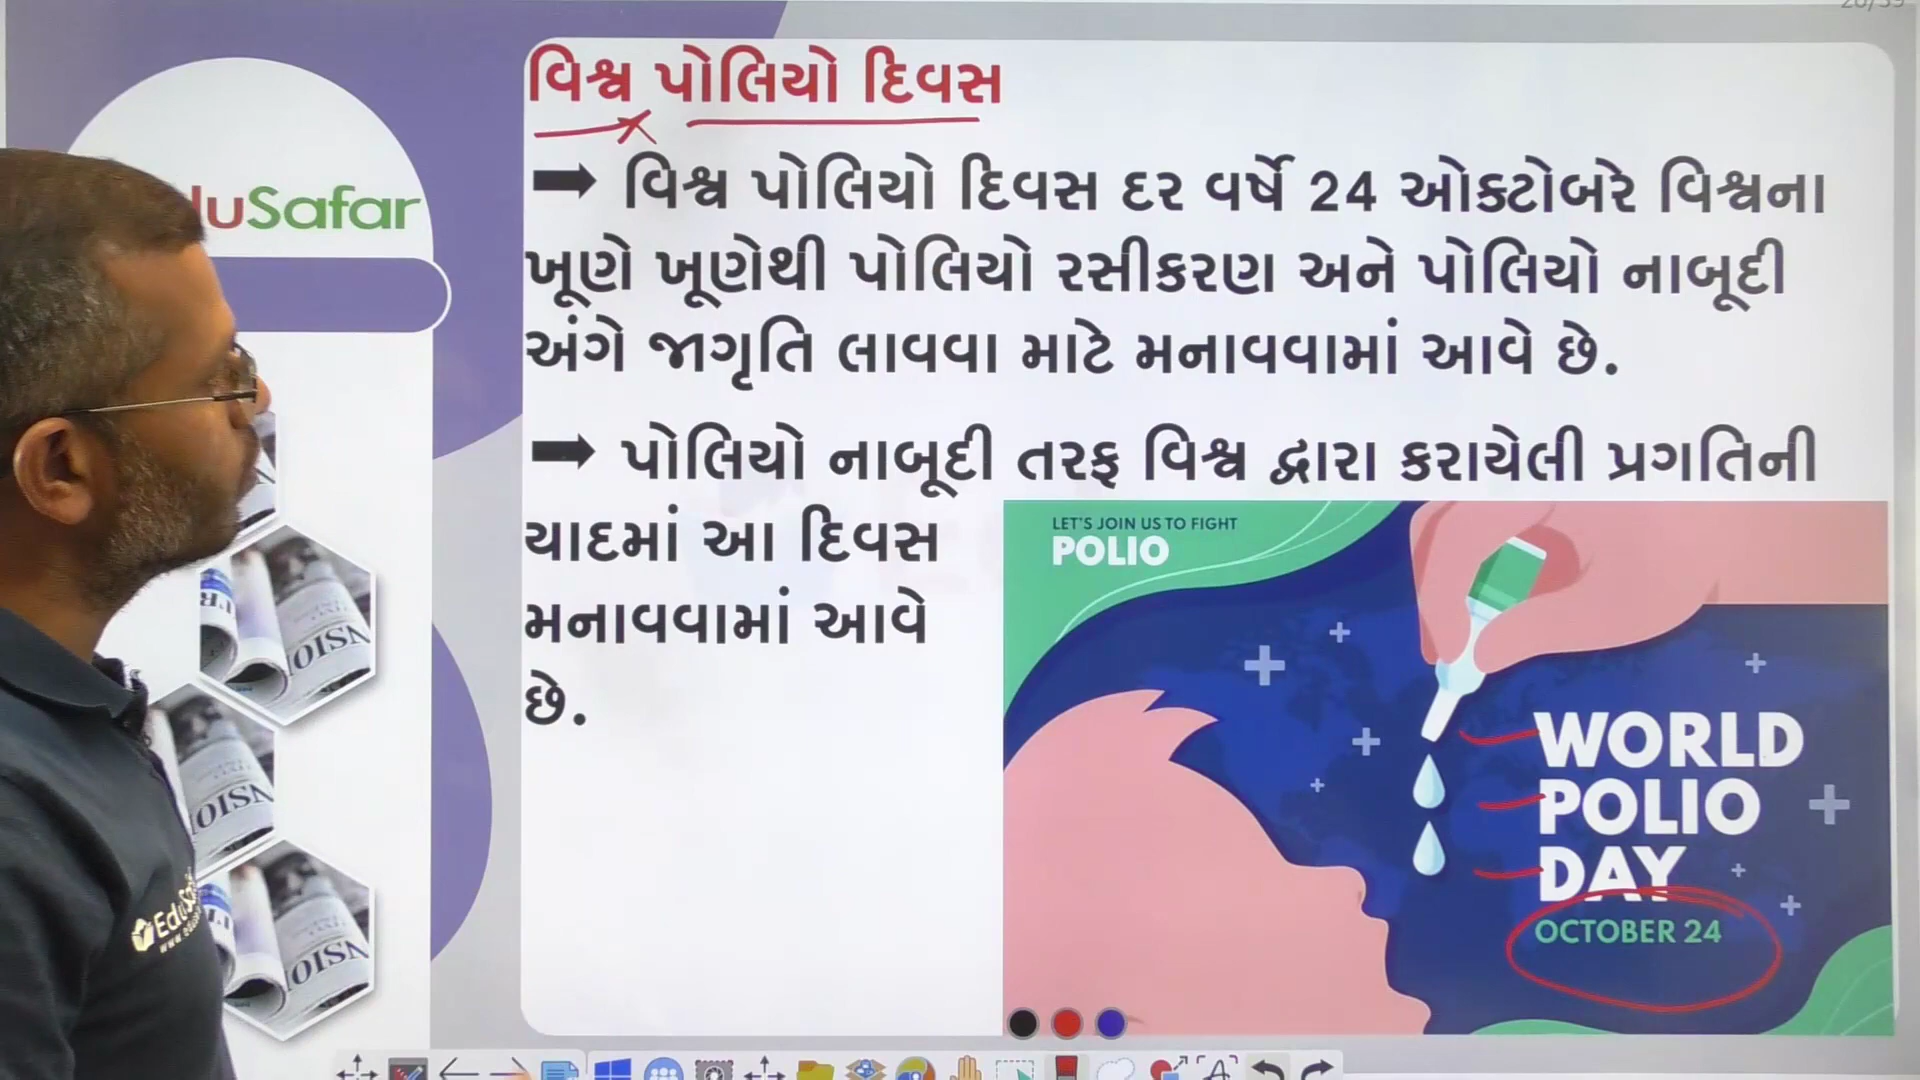 duSafar
વિશ્વ પોલિયો દિવસ
➡ વિશ્વ પોલિયો દિવસ દર વર્ષે 24 ઓક્ટોબરે વિશ્વના
ખૂણે ખૂણેથી પોલિયો રસીકરણ અને પોલિયો નાબૂદી
અંગે જાગૃતિ લાવવા માટે મનાવવામાં આવે છે.
➡ પોલિયો નાબૂદી તરફ વિશ્વ દ્વારા કરાયેલી પ્રગતિની
યાદમાં આ દિવસ
મનાવવામાં આવે
છે.
LET'S JOIN US TO FIGHT
POLIO
WORLD
POLIO
DAY
OCTOBER 24